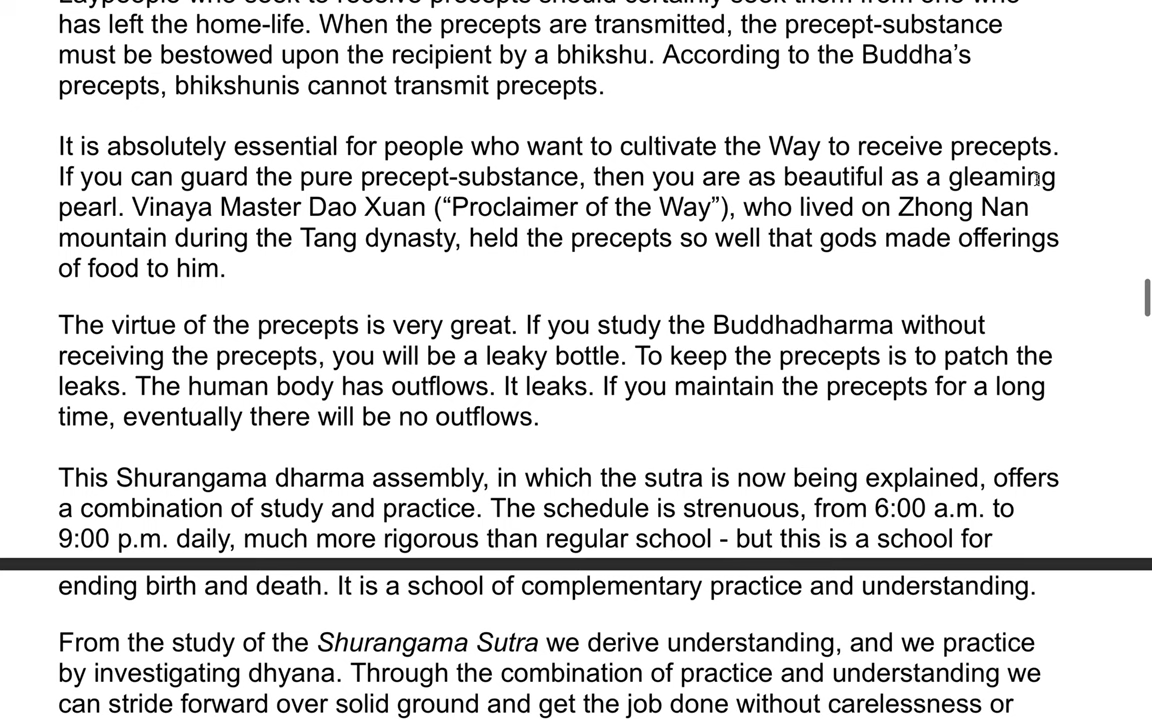 has left the home-life. When the precepts are transmitted, the precept-substance
must be bestowed upon the recipient by a bhikshu. According to the Buddha’s
precepts, bhikshunis cannot transmit precepts.
It is absolutely essential for people who want to cultivate the Way to receive precepts.
If you can guard the pure precept-substance, then you are as beautiful as a gleaming
pearl. Vinaya Master Dao Xuan (“Proclaimer of the Way”), who lived on Zhong Nan
mountain during the Tang dynasty, held the precepts so well that gods made offerings
of food to him.
The virtue of the precepts is very great. If you study the Buddhadharma without
receiving the precepts, you will be a leaky bottle. To keep the precepts is to patch the
leaks. The human body has outflows. It leaks. If you maintain the precepts for a long
time, eventually there will be no outflows.
This Shurangama dharma assembly, in which the sutra is now being explained, offers
a combination of study and practice. The schedule is strenuous, from 6:00 a.m. to
9:00 p.m. daily, much more rigorous than regular school - but this is a school for
ending birth and death. It is a school of complementary practice and understanding.
From the study of the Shurangama Sutra we derive understanding, and we practice
by investigating dhyana. Through the combination of practice and understanding we
can stride forward over solid ground and get the job done without carelessness or